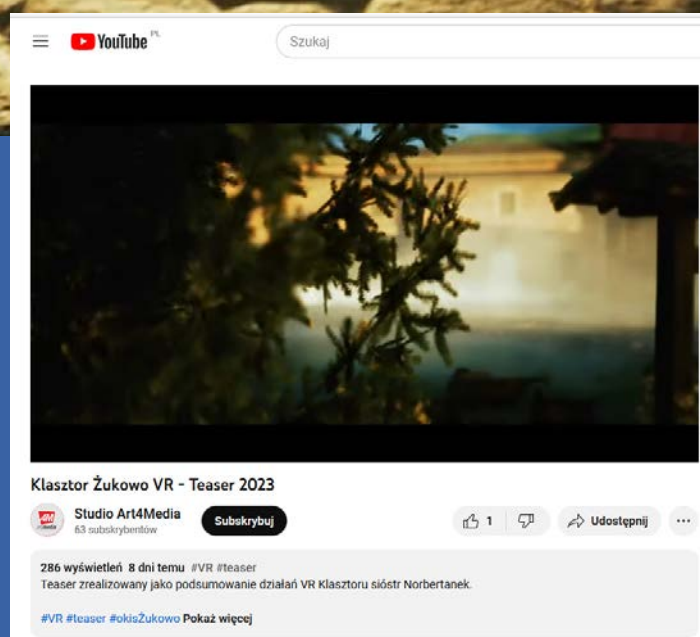 YouTube PL
Szukaj
Klasztor Żukowo VR - Teaser 2023
Studio Art4Media
63 subskrybentów
Subskrybuj
1
Udostępnij
286 wyświetleń 8 dni temu #VR #teaser
Teaser zrealizowany jako podsumowanie działań VR Klasztoru sióstr Norbertanek.
#VR #teaser #okisŻukowo Pokaż więcej